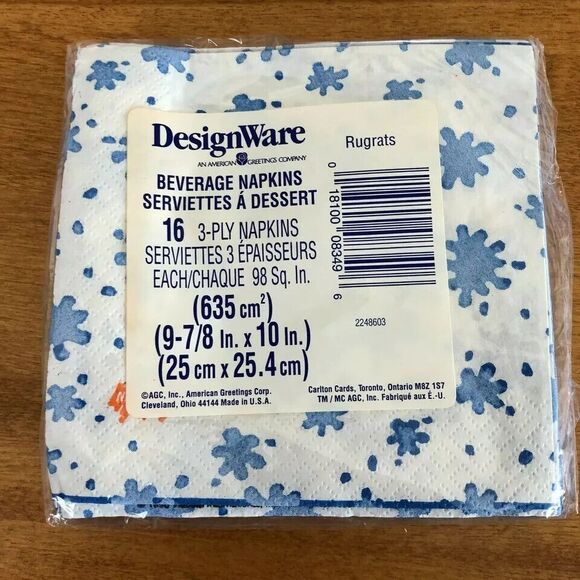 DesignWare
AN AMERICAN GREETINGS COMPANY
Rugrats
BEVERAGE NAPKINS
SERVIETTES Á DESSERT
16 3-PLY NAPKINS
SERVIETTES 3 ÉPAISSEURS
EACH/CHAQUE 98 Sq. In.
(635 cm²)
(9-7/8 In. x 10 In.)
(25 cm x 25.4 cm)
0 18100 08349 6
2248603
©AGC, Inc., American Greetings Corp.
Cleveland, Ohio 44144 Made in U.S.A.
Carlton Cards, Toronto, Ontario M8Z 1S7
TM / MC AGC, Inc. Fabriqué aux É.-U.